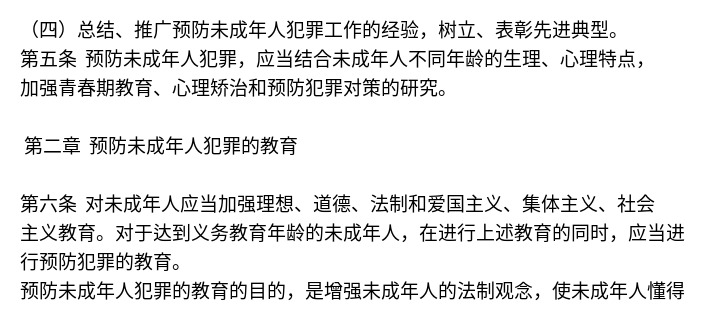 （四）总结、推广预防未成年人犯罪工作的经验，树立、表彰先进典型。
第五条 预防未成年人犯罪，应当结合未成年人不同年龄的生理、心理特点，
加强青春期教育、心理矫治和预防犯罪对策的研究。
第二章 预防未成年人犯罪的教育
第六条 对未成年人应当加强理想、道德、法制和爱国主义、集体主义、社会
主义教育。对于达到义务教育年龄的未成年人，在进行上述教育的同时，应当进
行预防犯罪的教育。
预防未成年人犯罪的教育的目的，是增强未成年人的法制观念，使未成年人懂得